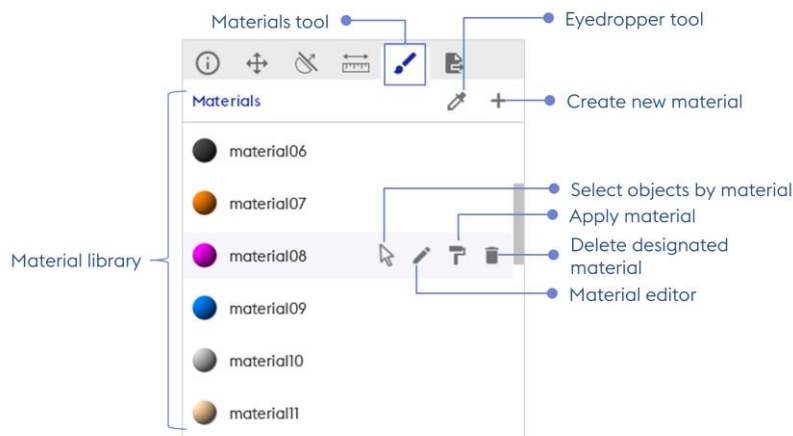 Materials tool
Eyedropper tool
Materials
Create new material
material06
material07
Select objects by material
Apply material
Material library
material08
Delete designated
material
Material editor
material09
material10
material11